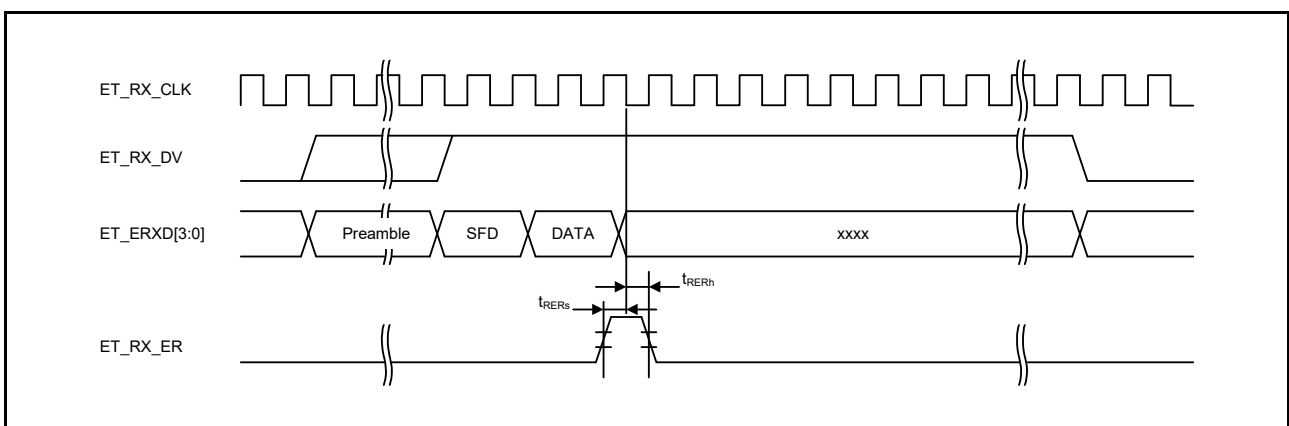 ET_RX_CLK
ET_RX_DV
ET_ERXD[3:0]
Preamble
SFD
DATA
xxxx
tRERh
tRERs
ET_RX_ER